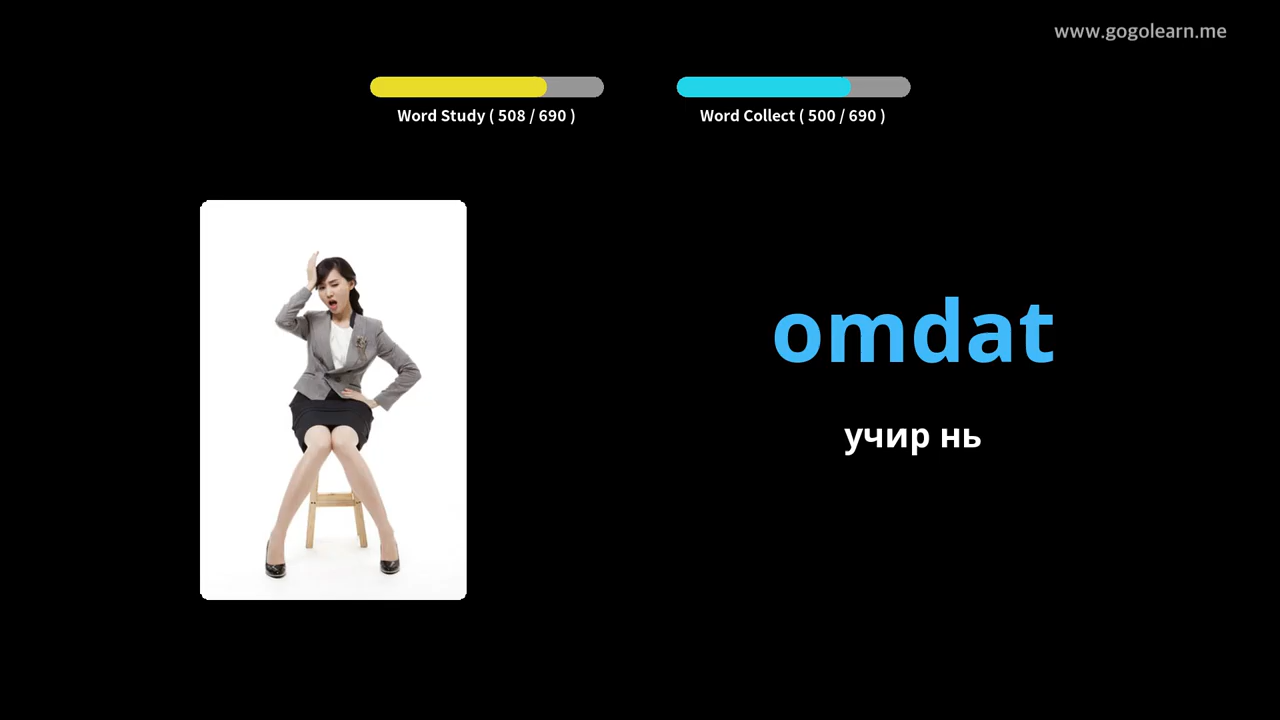 www.gogolearn.me
Word Study ( 508 / 690 )
Word Collect ( 500 / 690 )
omdat
учир нь